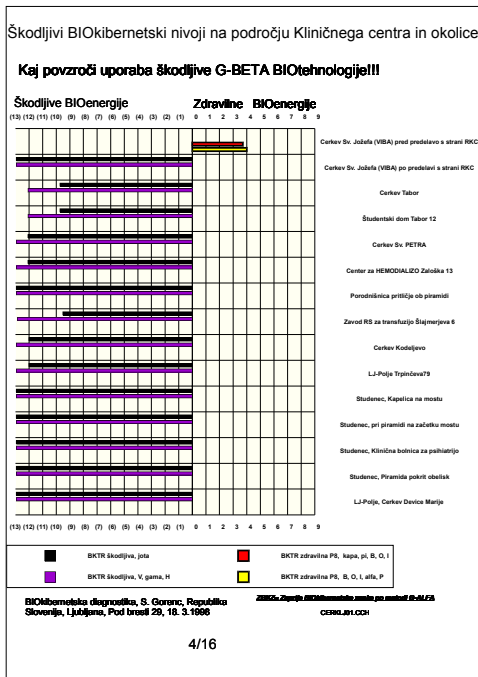 Škodljivi BIOkibernetski nivoji na področju Kliničnega centra in okolice
Kaj povzroči uporaba škodljive G-BETA BIOtehnologije!!!
Škodljive BIOenergije Zdravilne BIOenergije
(13) (12) (11) (10) (9) (8) (7) (6) (5) (4) (3) (2) (1) 0 1 2 3 4 5 6 7 8 9
Cerkev Sv. Jožefa (VIBA) pred predelavo s strani RKC
Cerkev Sv. Jožefa (VIBA) po predelavi s strani RKC
Cerkev Tabor
Študentski dom Tabor 12
Cerkev Sv. PETRA
Center za HEMODIALIZO Zaloška 13
Porodnišnica pritličje ob piramidi
Zavod RS za transfuzijo Šlajmerjeva 6
Cerkev Kodeljevo
LJ-Polje Trpinčeva79
Studenec, Kapelica na mostu
Studenec, pri piramidi na začetku mostu
Studenec, Klinična bolnica za psihiatrijo
Studenec, Piramida pokrit obelisk
LJ-Polje, Cerkev Device Marije
(13) (12) (11) (10) (9) (8) (7) (6) (5) (4) (3) (2) (1) 0 1 2 3 4 5 6 7 8 9
BKTR škodljiva, jota
BKTR zdravilna P8, kapa, pi, B, O, I
BKTR škodljiva, V, gama, H
BKTR zdravilna P8, B, O, I, alfa, P
BIOkibernetska diagnostika, S. Gorenc, Republika
Slovenija, Ljubljana, Pod bresti 29, 18. 3.1998
BIOkibernetske po metodi G-ALFA
CERKLJ01.CCH
4/16